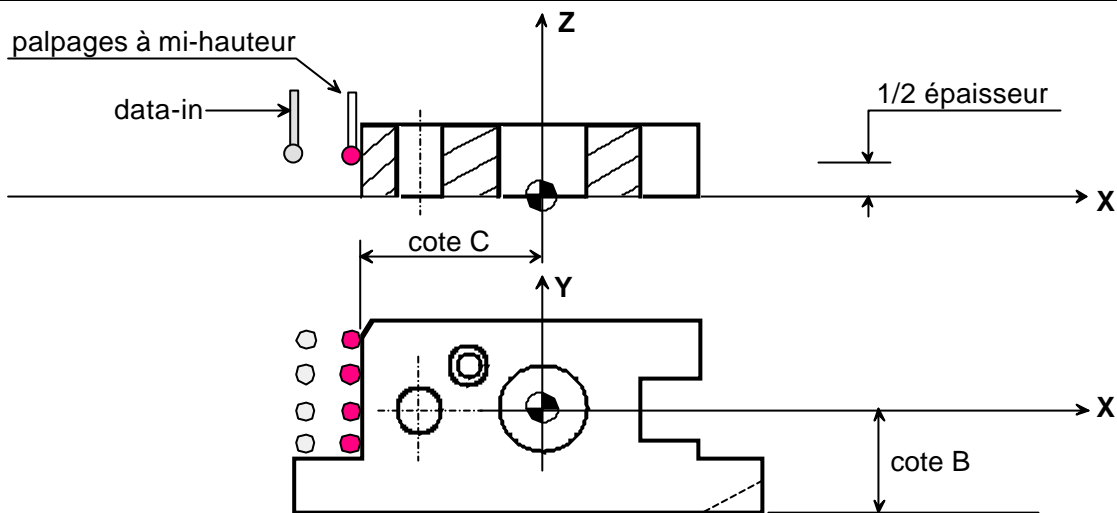 Z
palpages à mi-hauteur
data-in
1/2 épaisseur
X
cote C
Y
X
cote B